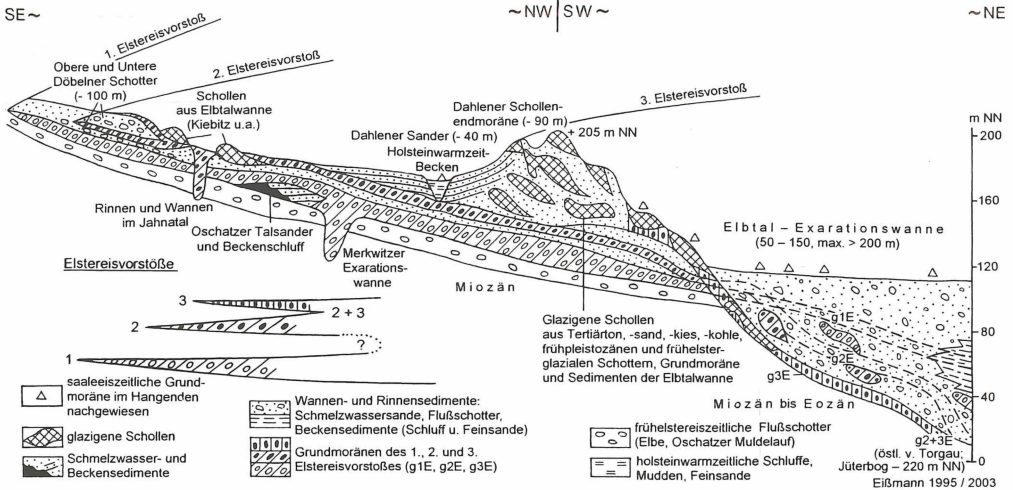 SE~
~NW
SW~
~NE
1. Elstereisvorstoß
2. Elstereisvorstoß
3. Elstereisvorstoß
Obere und Untere
Döbelner Schotter
(- 100 m)
Schollen
aus Elbtalwanne
(Kiebitz u.a.)
Dahlener Schollen-
endmoräne (- 90 m)
+ 205 m NN
Dahlener Sander (- 40 m)
Holsteinwarmzeit-
Becken
m NN
200
160
120
80
40
0
Rinnen und Wannen
im Jahnatal
Oschatzer Talsander
und Beckenschluff
Merkwitzer
Exarations-
wanne
Miozän
Elbtal – Exarationswanne
(50 – 150, max. > 200 m)
Glazigene Schollen
aus Tertiärton, -sand, -kies, -kohle,
frühpleistozänen und frühelster-
glazialen Schottern, Grundmoräne
und Sedimenten der Elbtalwanne
g1E
g2E
g3E
Miozän bis Eozän
g2+3E
(östl. v. Torgau;
Jüterbog – 220 m NN)
Eißmann 1995 / 2003
Elstereisvorstöße
3
2 + 3
2
?
1
saaleeiszeitliche Grund-
moräne im Hangenden
nachgewiesen
glazigene Schollen
Schmelzwasser- und
Beckensedimente
Wannen- und Rinnensedimente:
Schmelzwassersande, Flußschotter,
Beckensedimente (Schluff u. Feinsande)
Grundmoränen des 1., 2. und 3.
Elstereisvorstoßes (g1E, g2E, g3E)
frühelstereiszeitliche Flußschotter
(Elbe, Oschatzer Muldelauf)
holsteinwarmzeitliche Schluffe,
Mudden, Feinsande